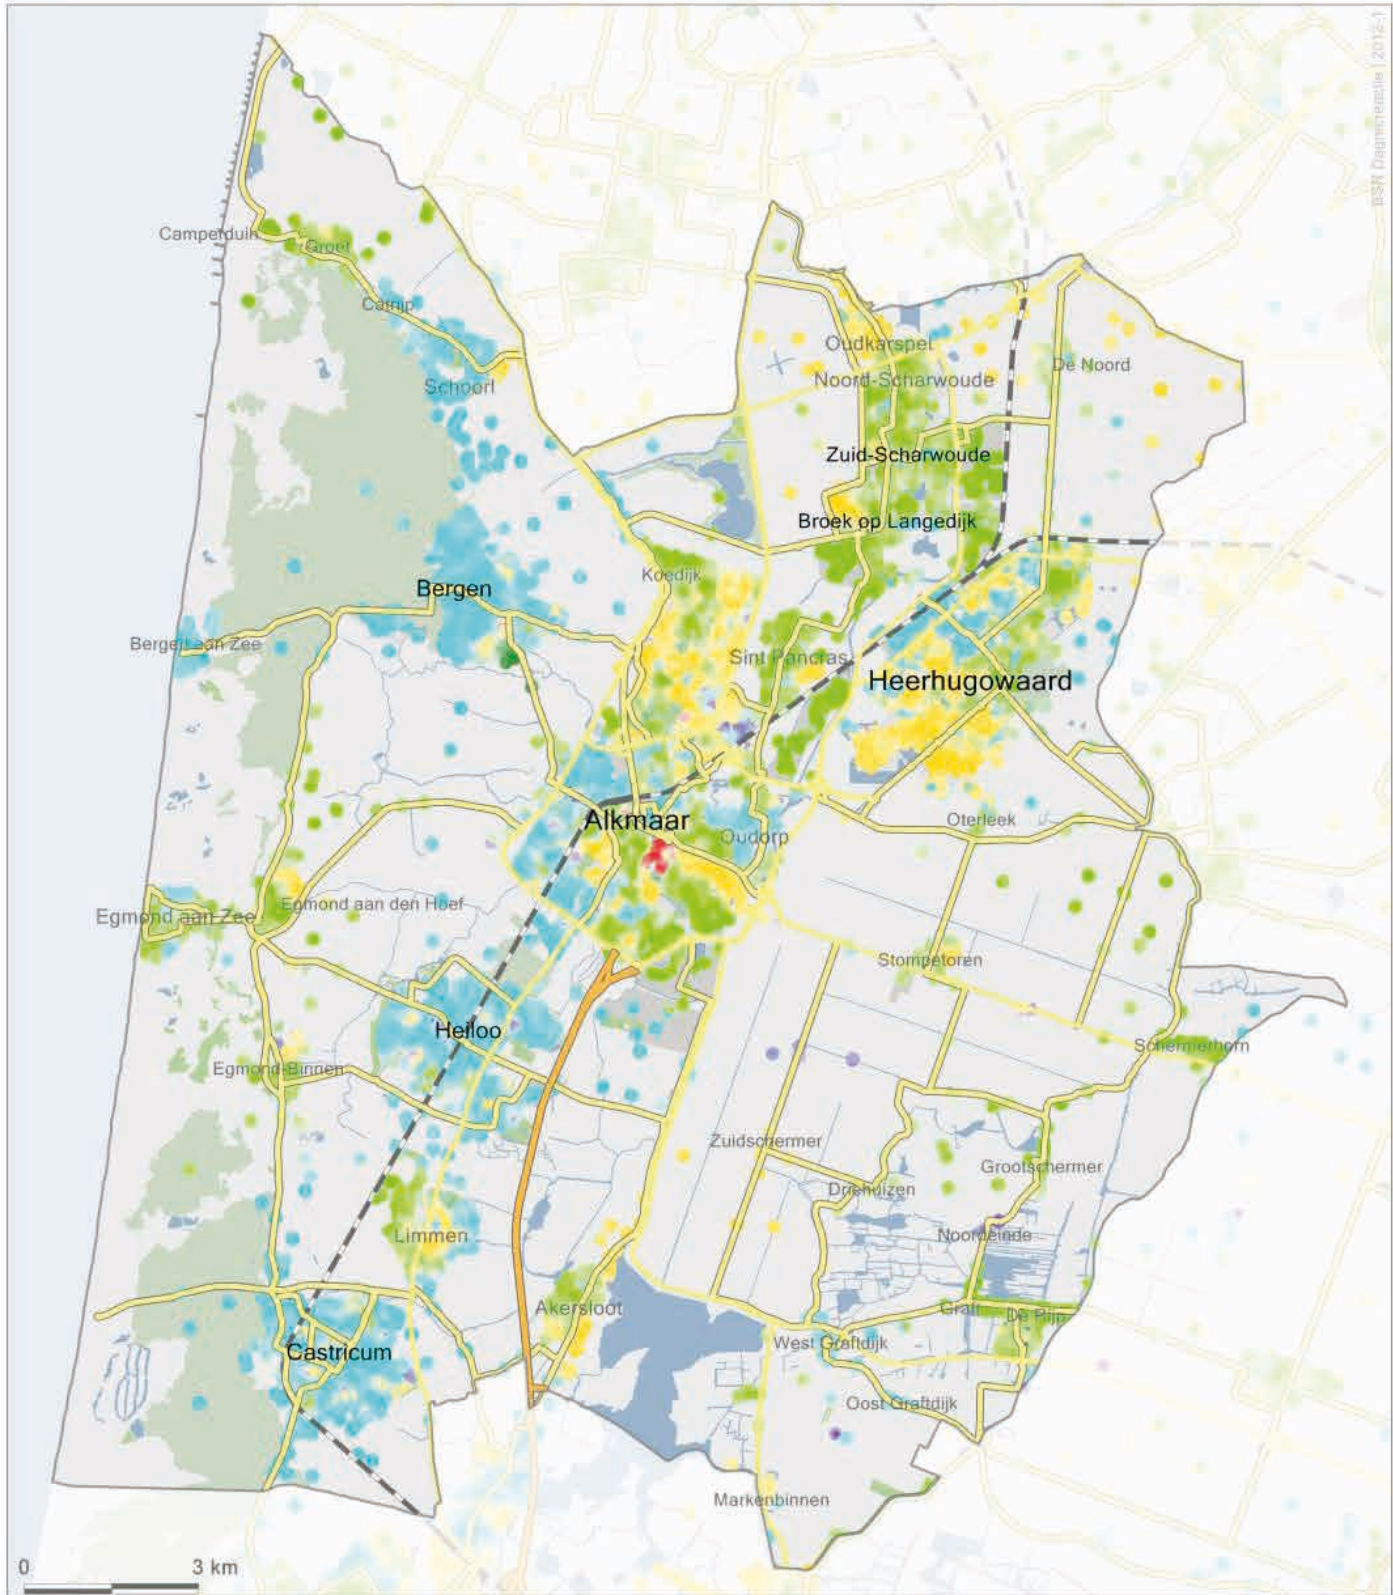 Camperduin
Groet
Catrijp
Schoorl
Oudkarspel
Noord-Scharwoude
De Noord
Zuid-Scharwoude
Broek op Langedijk
Koedijk
Bergen
Bergen aan Zee
Sint Pancras
Heerhugowaard
Alkmaar
Oudorp
Oterleek
Egmond aan den Hoef
Egmond aan Zee
Stompetoren
Heiloo
Schermerhorn
Egmond-Binnen
Zuidschermer
Grootschermer
Driehuizen
Limmen
Noordeinde
Akersloot
Graft
De Rijp
West Graftdijk
Castricum
Oost Graftdijk
Markenbinnen
0
3 km